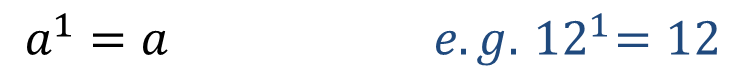 a¹ = a e.g. 12¹= 12